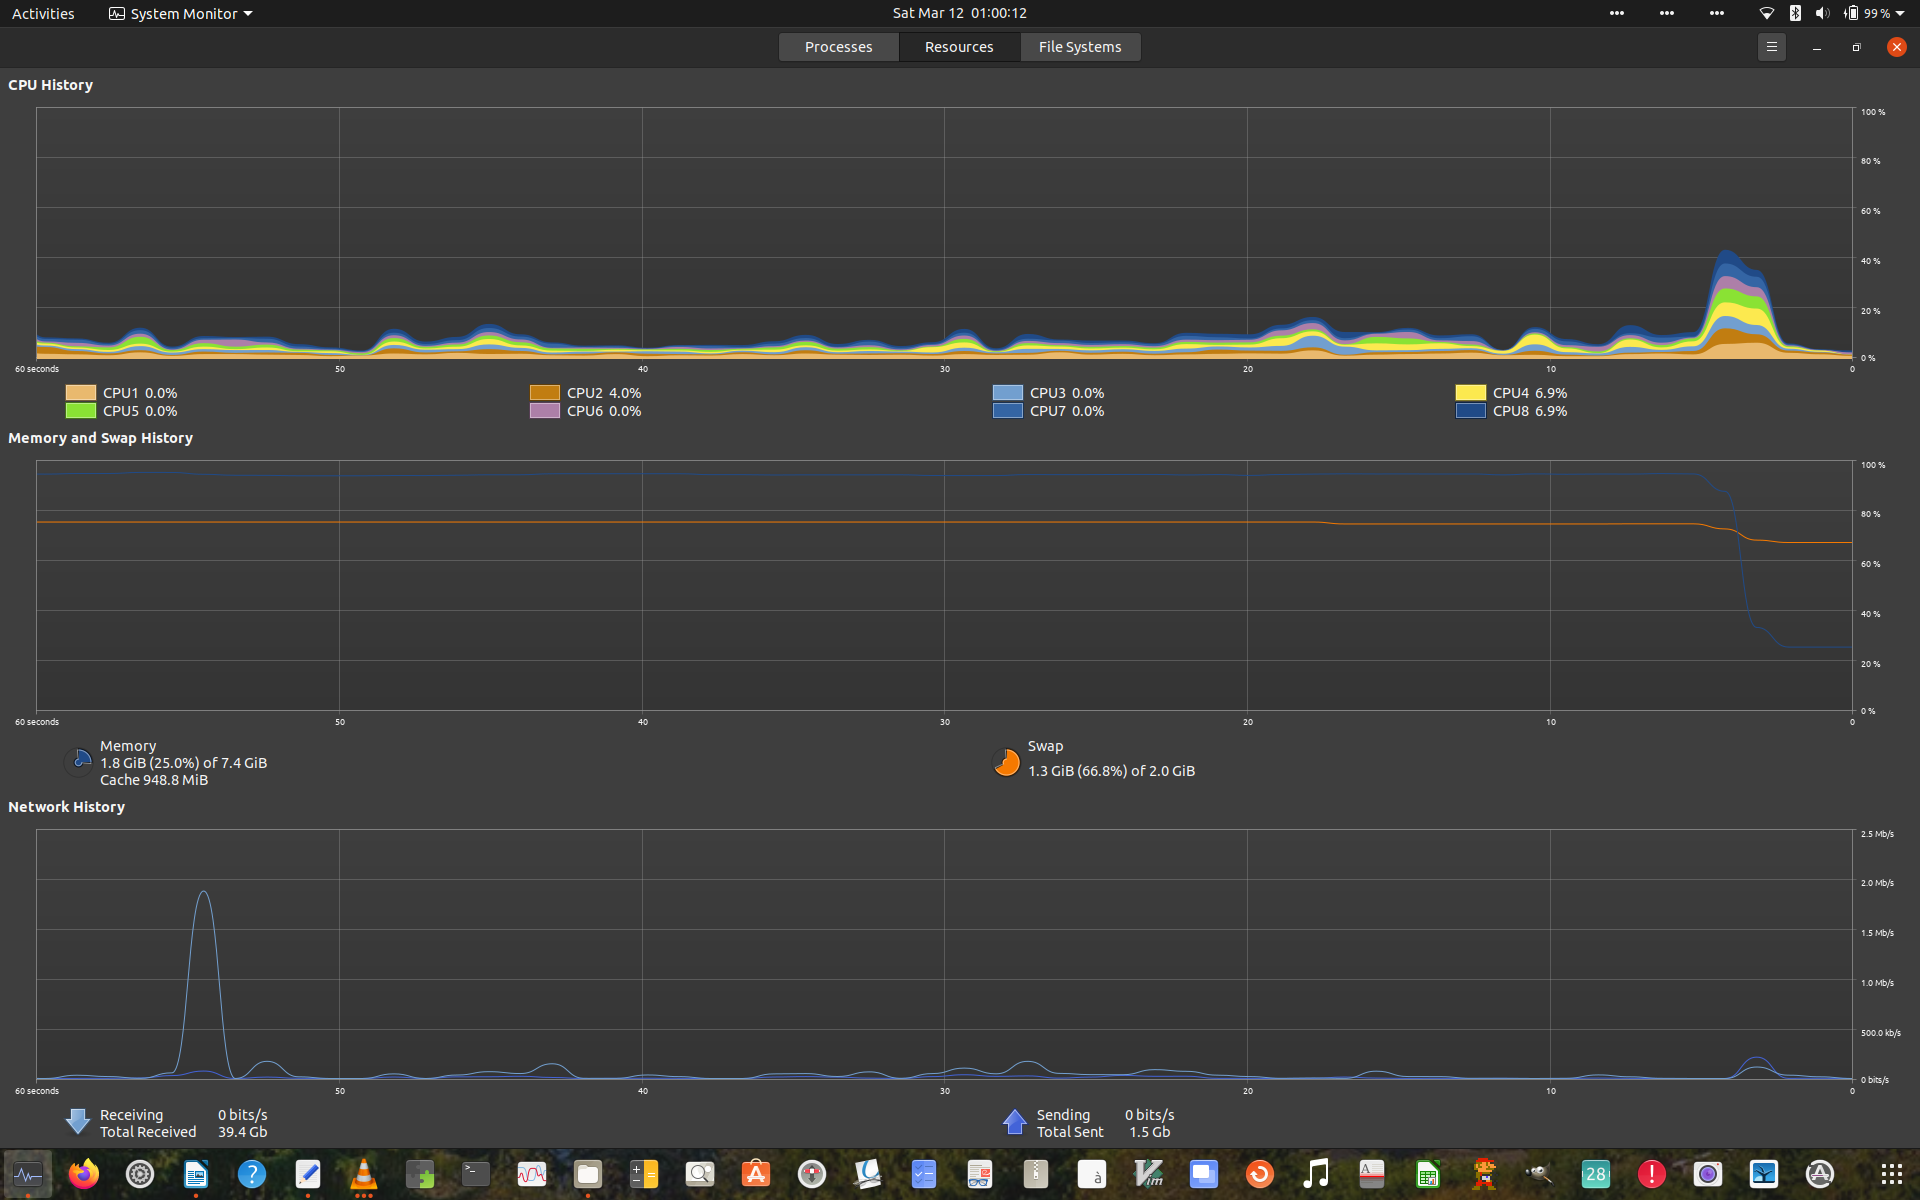 Activities System Monitor Sat Mar 12 01:00:12 99 %
Processes Resources File Systems
CPU History
100 %
80 %
60 %
40 %
20 %
0 %
60 seconds 50 40 30 20 10 0
CPU1 0.0% CPU2 4.0% CPU3 0.0% CPU4 6.9%
CPU5 0.0% CPU6 0.0% CPU7 0.0% CPU8 6.9%
Memory and Swap History
100 %
80 %
60 %
40 %
20 %
0 %
60 seconds 50 40 30 20 10 0
Memory Swap
1.8 GiB (25.0%) of 7.4 GiB 1.3 GiB (66.8%) of 2.0 GiB
Cache 948.8 MiB
Network History
2.5 Mb/s
2.0 Mb/s
1.5 Mb/s
1.0 Mb/s
500.0 kb/s
0 bits/s
60 seconds 50 40 30 20 10 0
Receiving 0 bits/s Sending 0 bits/s
Total Received 39.4 Gb Total Sent 1.5 Gb
? >_ A à Vim A 28 ! A